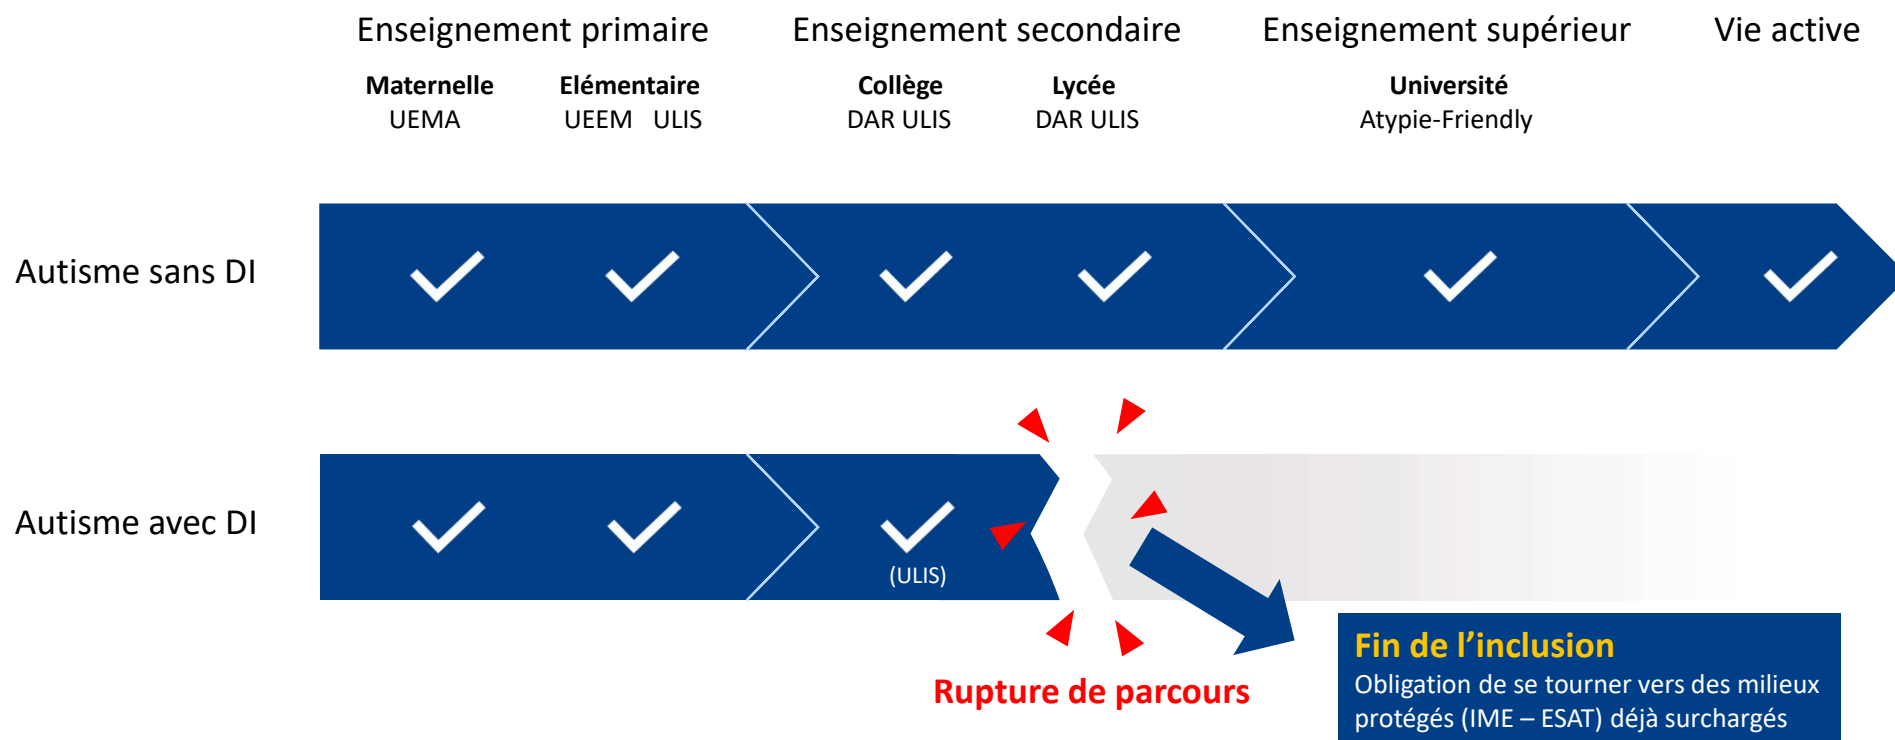 Enseignement primaire Enseignement secondaire Enseignement supérieur Vie active
Maternelle Elémentaire Collège Lycée Université
UEMA UEEM ULIS DAR ULIS DAR ULIS Atypie-Friendly
Autisme sans DI
Autisme avec DI
(ULIS)
Rupture de parcours
Fin de l’inclusion
Obligation de se tourner vers des milieux
protégés (IME – ESAT) déjà surchargés